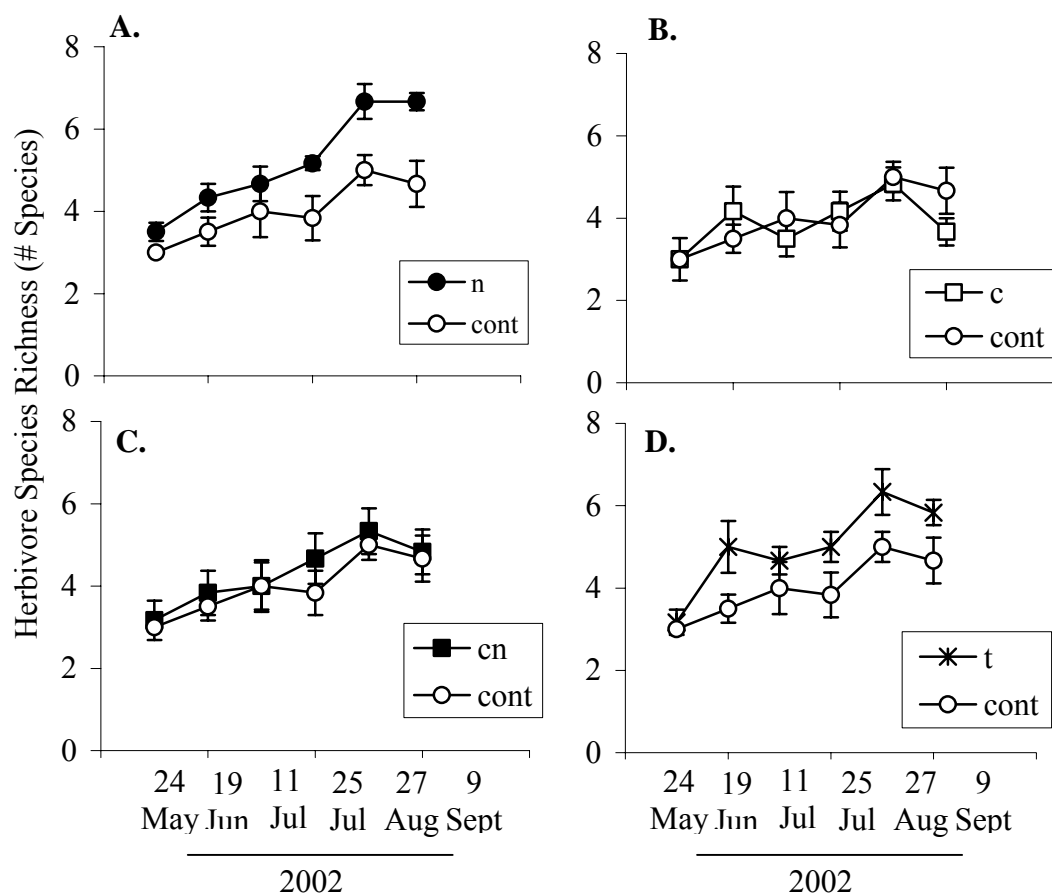 Herbivore Species Richness (# Species)
A.
8
6
4
2
0
n
cont
B.
8
6
4
2
0
c
cont
C.
8
6
4
2
0
cn
cont
24 19 11 25 27 9
May Jun Jul Jul Aug Sept
2002
D.
8
6
4
2
0
t
cont
24 19 11 25 27 9
May Jun Jul Jul Aug Sept
2002